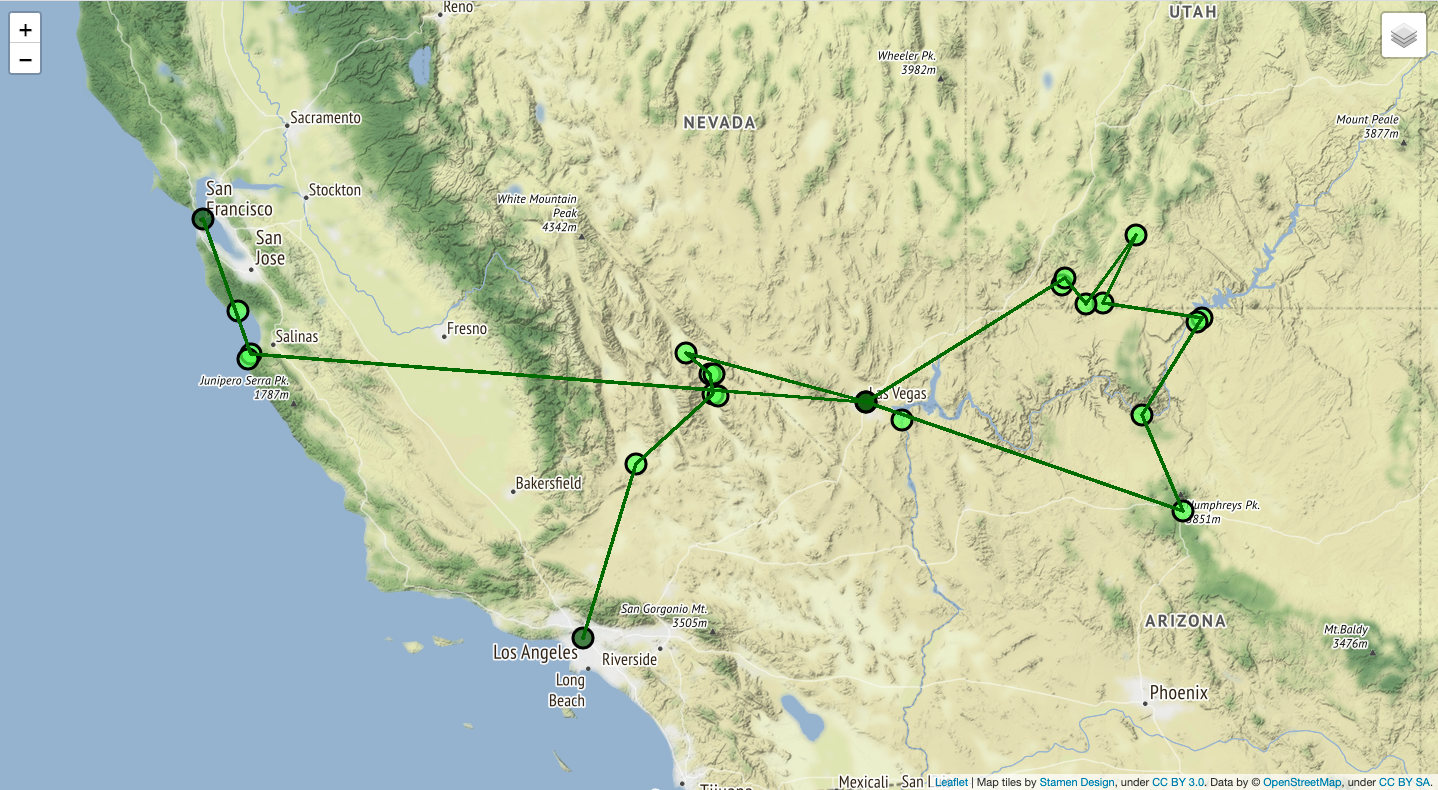 +
−
Reno
UTAH
Wheeler Pk.
3982m
Sacramento
NEVADA
Mount Peale
3877m
San
Francisco
Stockton
White Mountain
Peak
4342m
San
Jose
Salinas
Fresno
Junipero Serra Pk.
1787m
Las Vegas
Bakersfield
Humphreys Pk.
3851m
San Gorgonio Mt.
3505m
ARIZONA
Mt.Baldy
3476m
Los Angeles
Riverside
Long
Beach
Phoenix
Mexicali
San L
Tijuana
Leaflet | Map tiles by Stamen Design, under CC BY 3.0. Data by © OpenStreetMap, under CC BY SA.